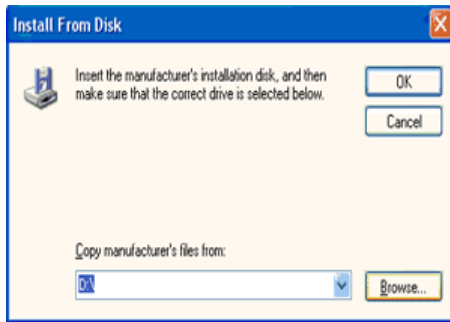 Install From Disk
Insert the manufacturer's installation disk, and then
make sure that the correct drive is selected below.
OK
Cancel
Copy manufacturer's files from:
D:\
Browse...